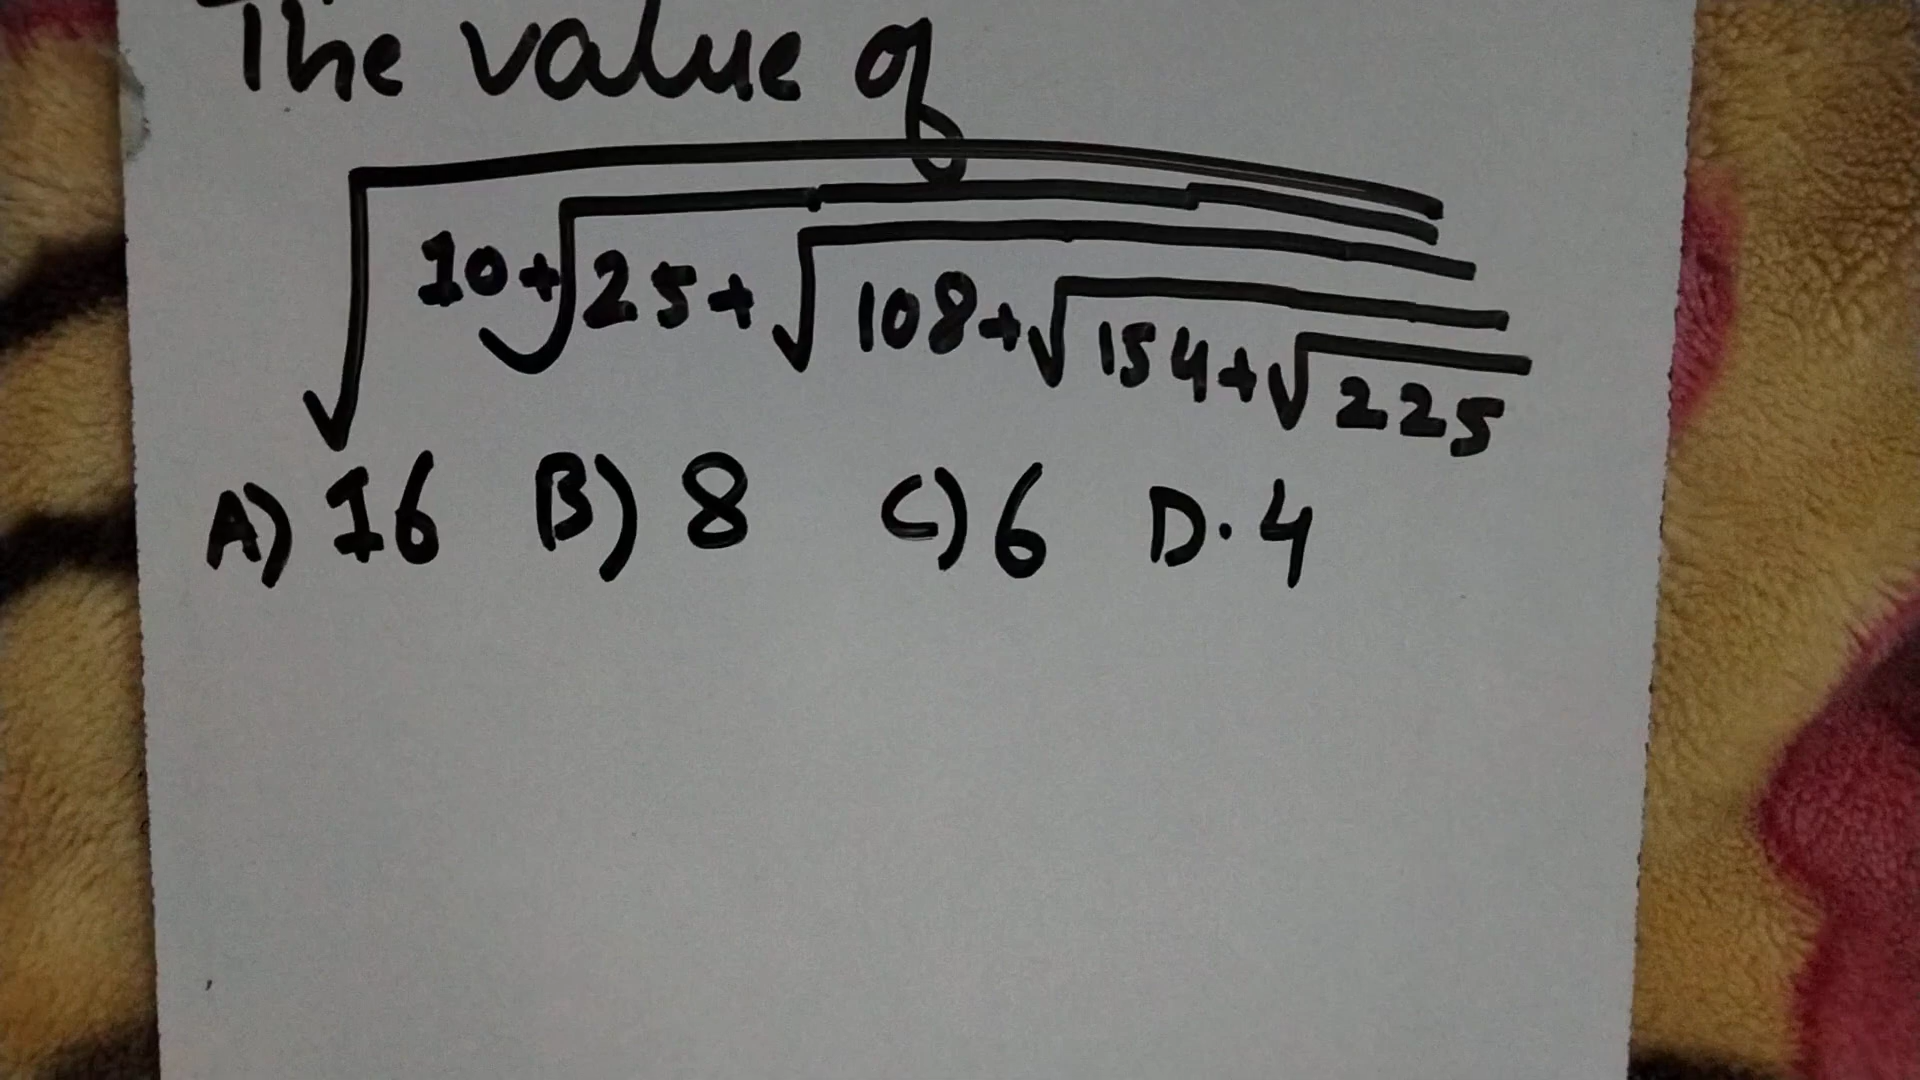 The value of
√10+√25+√108+√154+√225
A) 16 B) 8 C) 6 D. 4